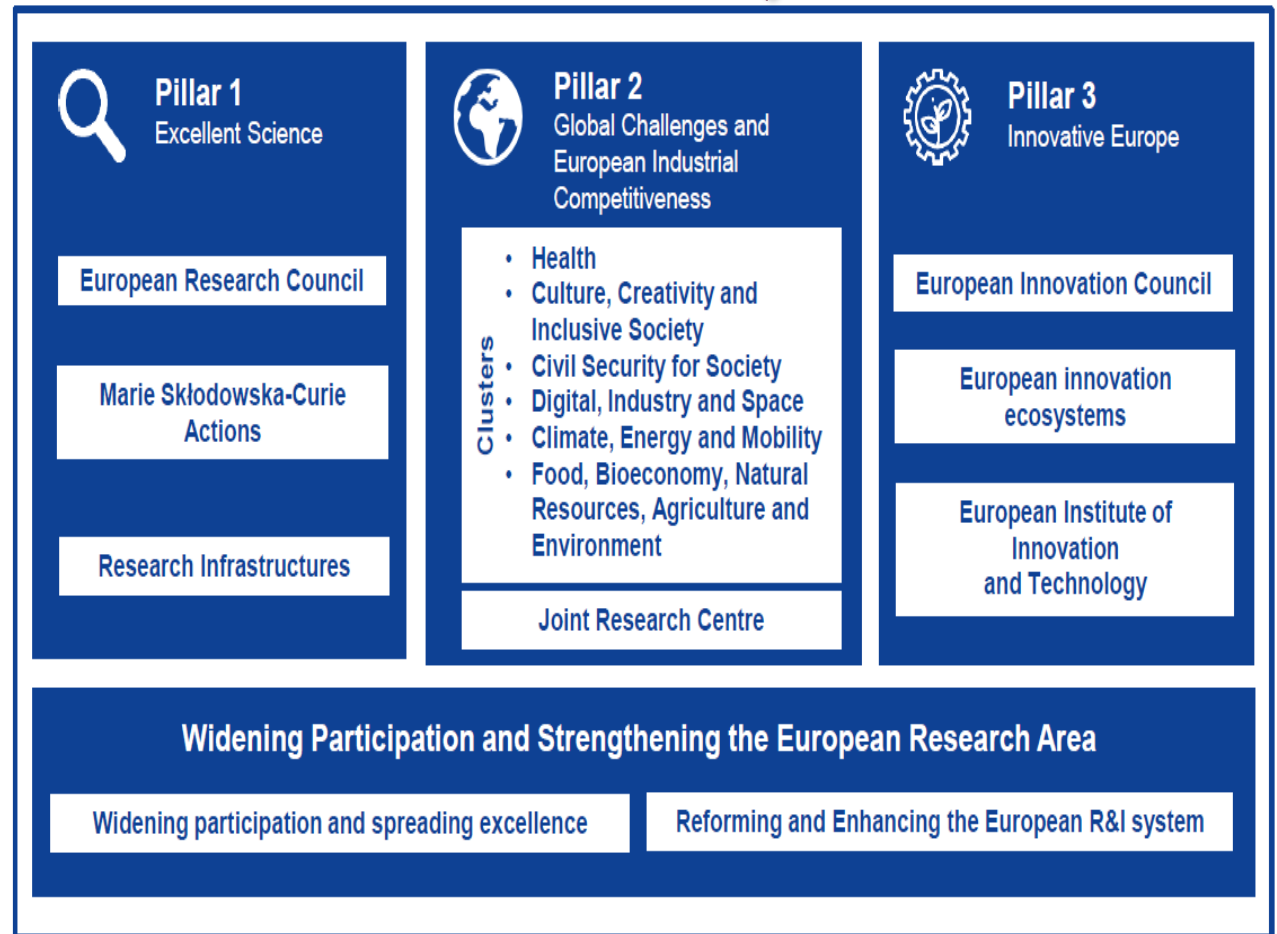 Pillar 1
Excellent Science
European Research Council
Marie Skłodowska-Curie
Actions
Research Infrastructures
Pillar 2
Global Challenges and
European Industrial
Competitiveness
Clusters
• Health
• Culture, Creativity and
Inclusive Society
• Civil Security for Society
• Digital, Industry and Space
• Climate, Energy and Mobility
• Food, Bioeconomy, Natural
Resources, Agriculture and
Environment
Joint Research Centre
Pillar 3
Innovative Europe
European Innovation Council
European innovation
ecosystems
European Institute of
Innovation
and Technology
Widening Participation and Strengthening the European Research Area
Widening participation and spreading excellence
Reforming and Enhancing the European R&I system